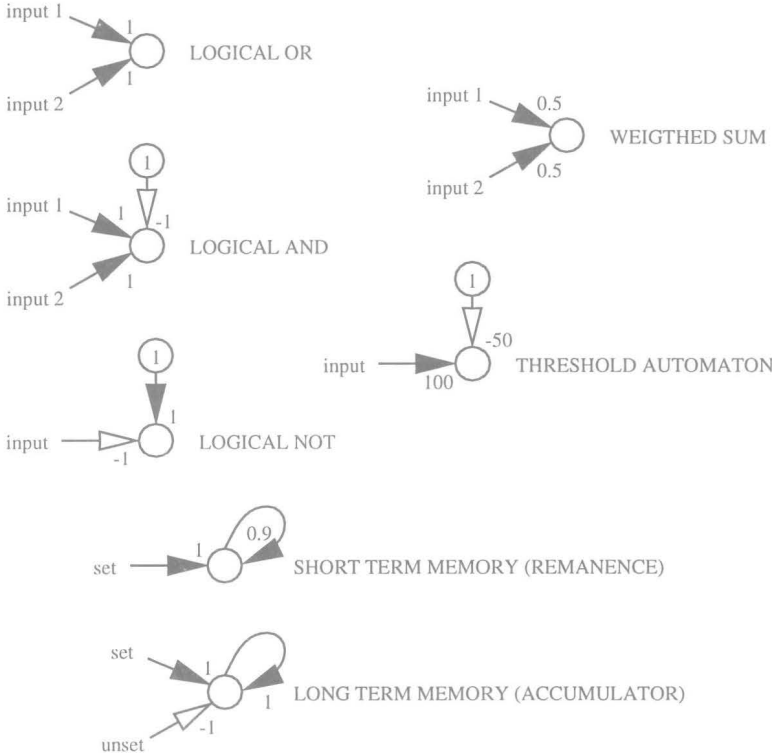 input 1
1
LOGICAL OR
1
input 2
input 1
0.5
WEIGTHED SUM
0.5
input 2
1
input 1
1
-1
LOGICAL AND
1
input 2
1
-50
input
100
THRESHOLD AUTOMATON
1
1
input
-1
LOGICAL NOT
0.9
1
set
SHORT TERM MEMORY (REMANENCE)
set
1
LONG TERM MEMORY (ACCUMULATOR)
1
-1
unset